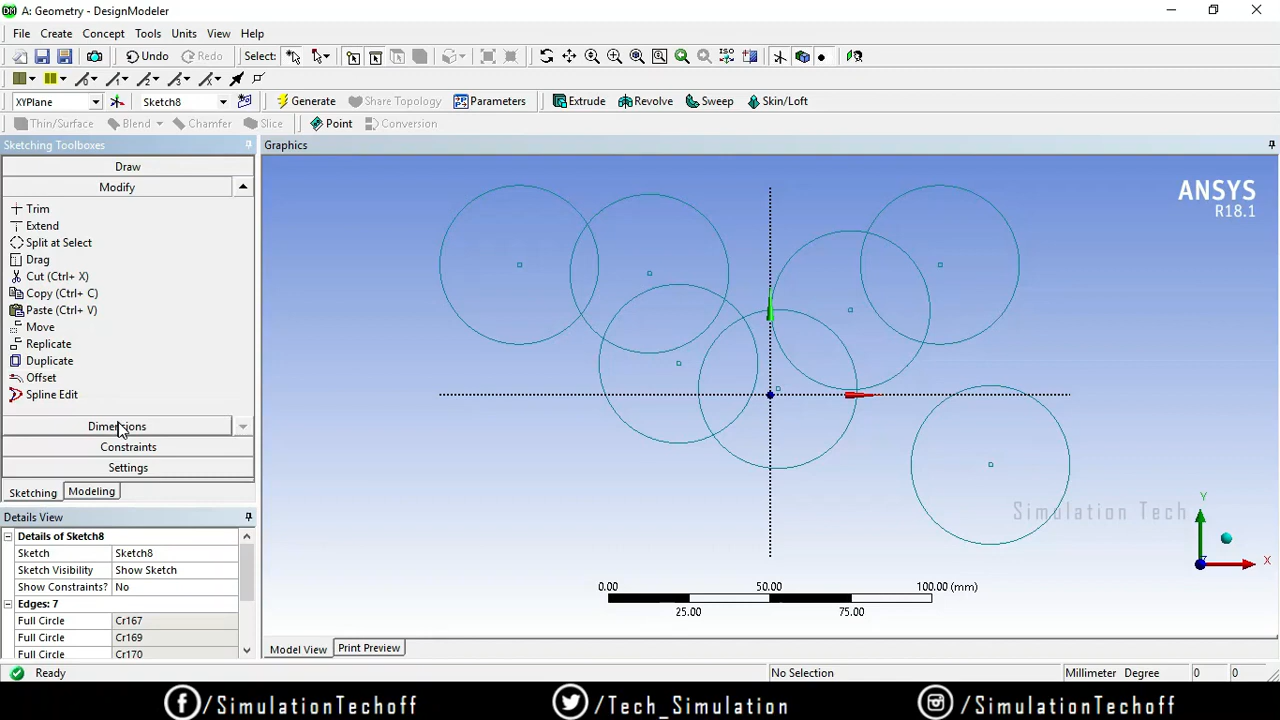 A: Geometry - DesignModeler
File Create Concept Tools Units View Help
Undo Redo Select:
XYPlane Sketch8 Generate Share Topology Parameters Extrude Revolve Sweep Skin/Loft
Thin/Surface Blend Chamfer Slice Point Conversion
Sketching Toolboxes
Draw
Modify
Trim
Extend
Split at Select
Drag
Cut (Ctrl+ X)
Copy (Ctrl+ C)
Paste (Ctrl+ V)
Move
Replicate
Duplicate
Offset
Spline Edit
Dimensions
Constraints
Settings
Sketching Modeling
Details View
Details of Sketch8
Sketch Sketch8
Sketch Visibility Show Sketch
Show Constraints? No
Edges: 7
Full Circle Cr167
Full Circle Cr169
Full Circle Cr170
Graphics
ANSYS
R18.1
Simulation Tech
Y
X
0.00 50.00 100.00 (mm)
25.00 75.00
Model View Print Preview
Ready No Selection Millimeter Degree 0 0
/SimulationTechoff /Tech_Simulation /SimulationTechoff